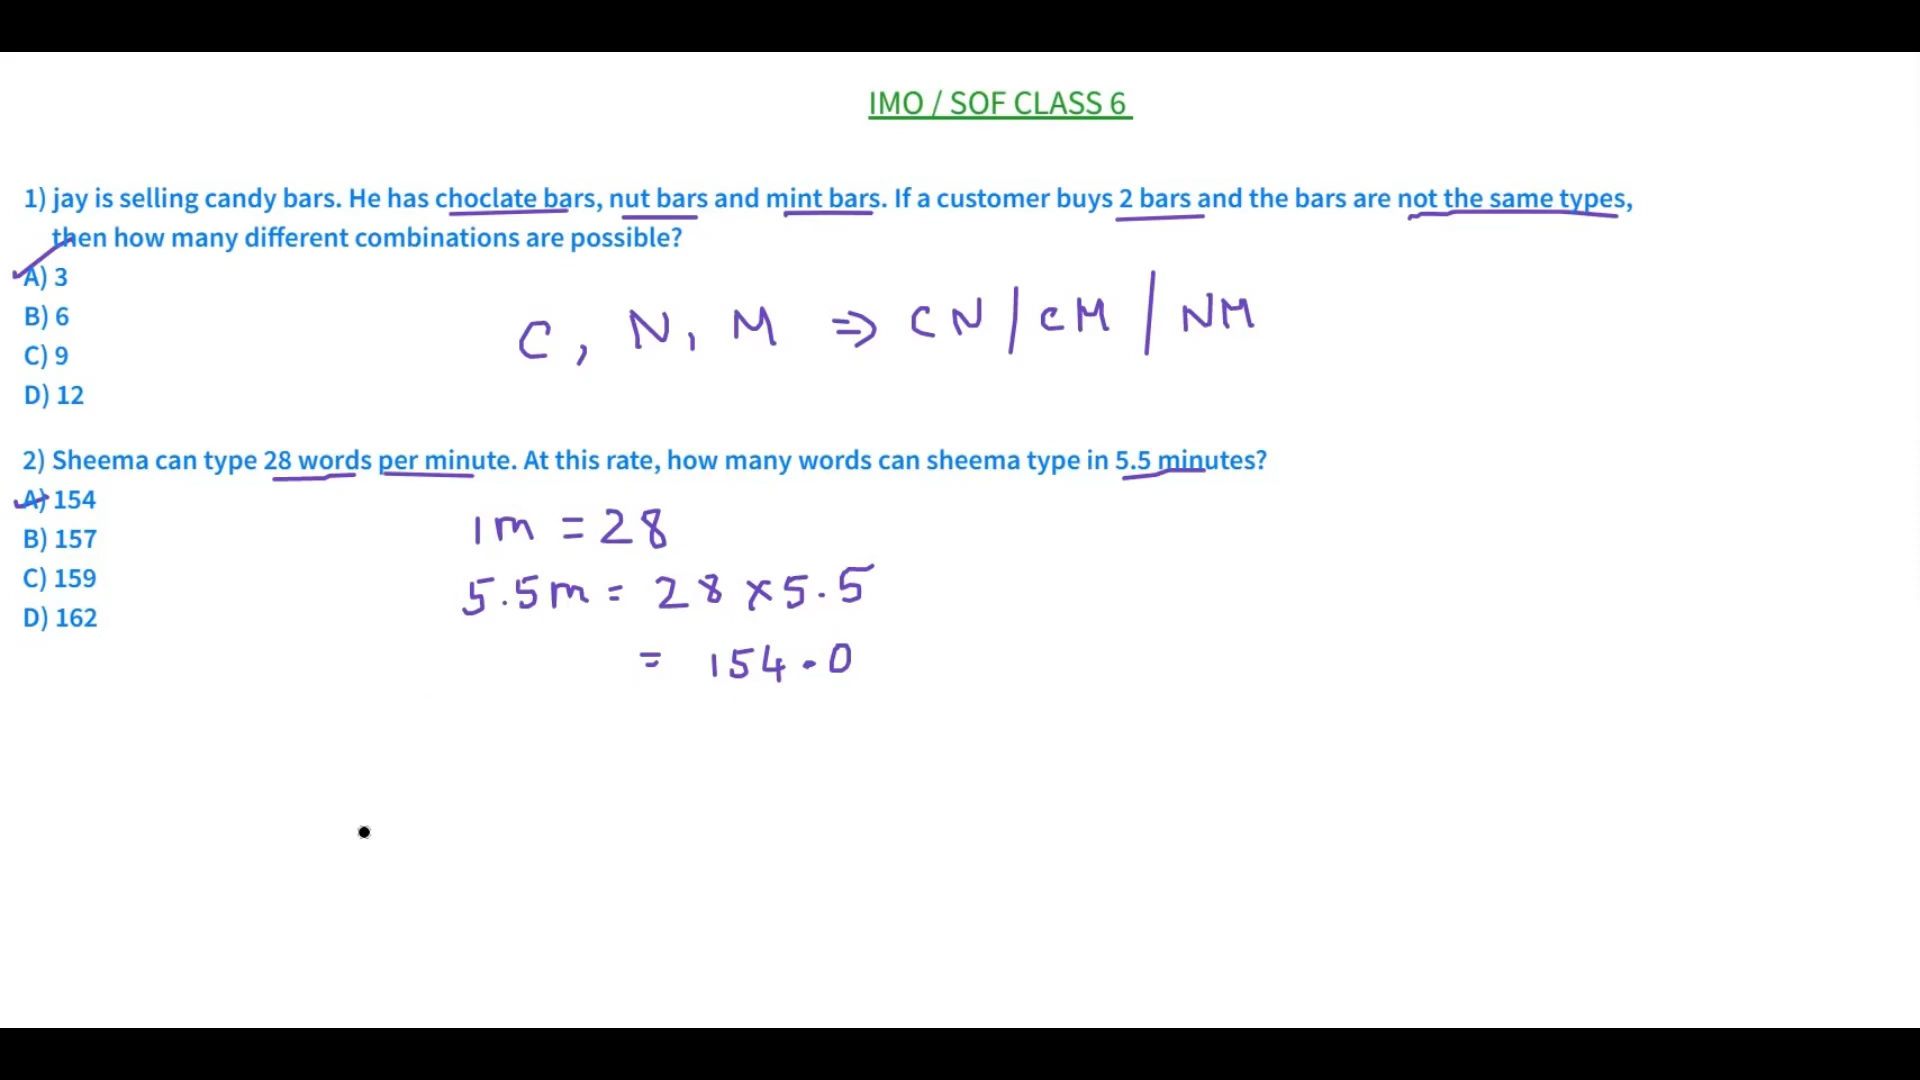 IMO / SOF CLASS 6
1) jay is selling candy bars. He has choclate bars, nut bars and mint bars. If a customer buys 2 bars and the bars are not the same types,
then how many different combinations are possible?
A) 3
B) 6
C) 9
D) 12
C, N, M ⇒ CN / CM / NM
2) Sheema can type 28 words per minute. At this rate, how many words can sheema type in 5.5 minutes?
A) 154
B) 157
C) 159
D) 162
1m = 28
5.5m = 28 x 5.5
= 154.0